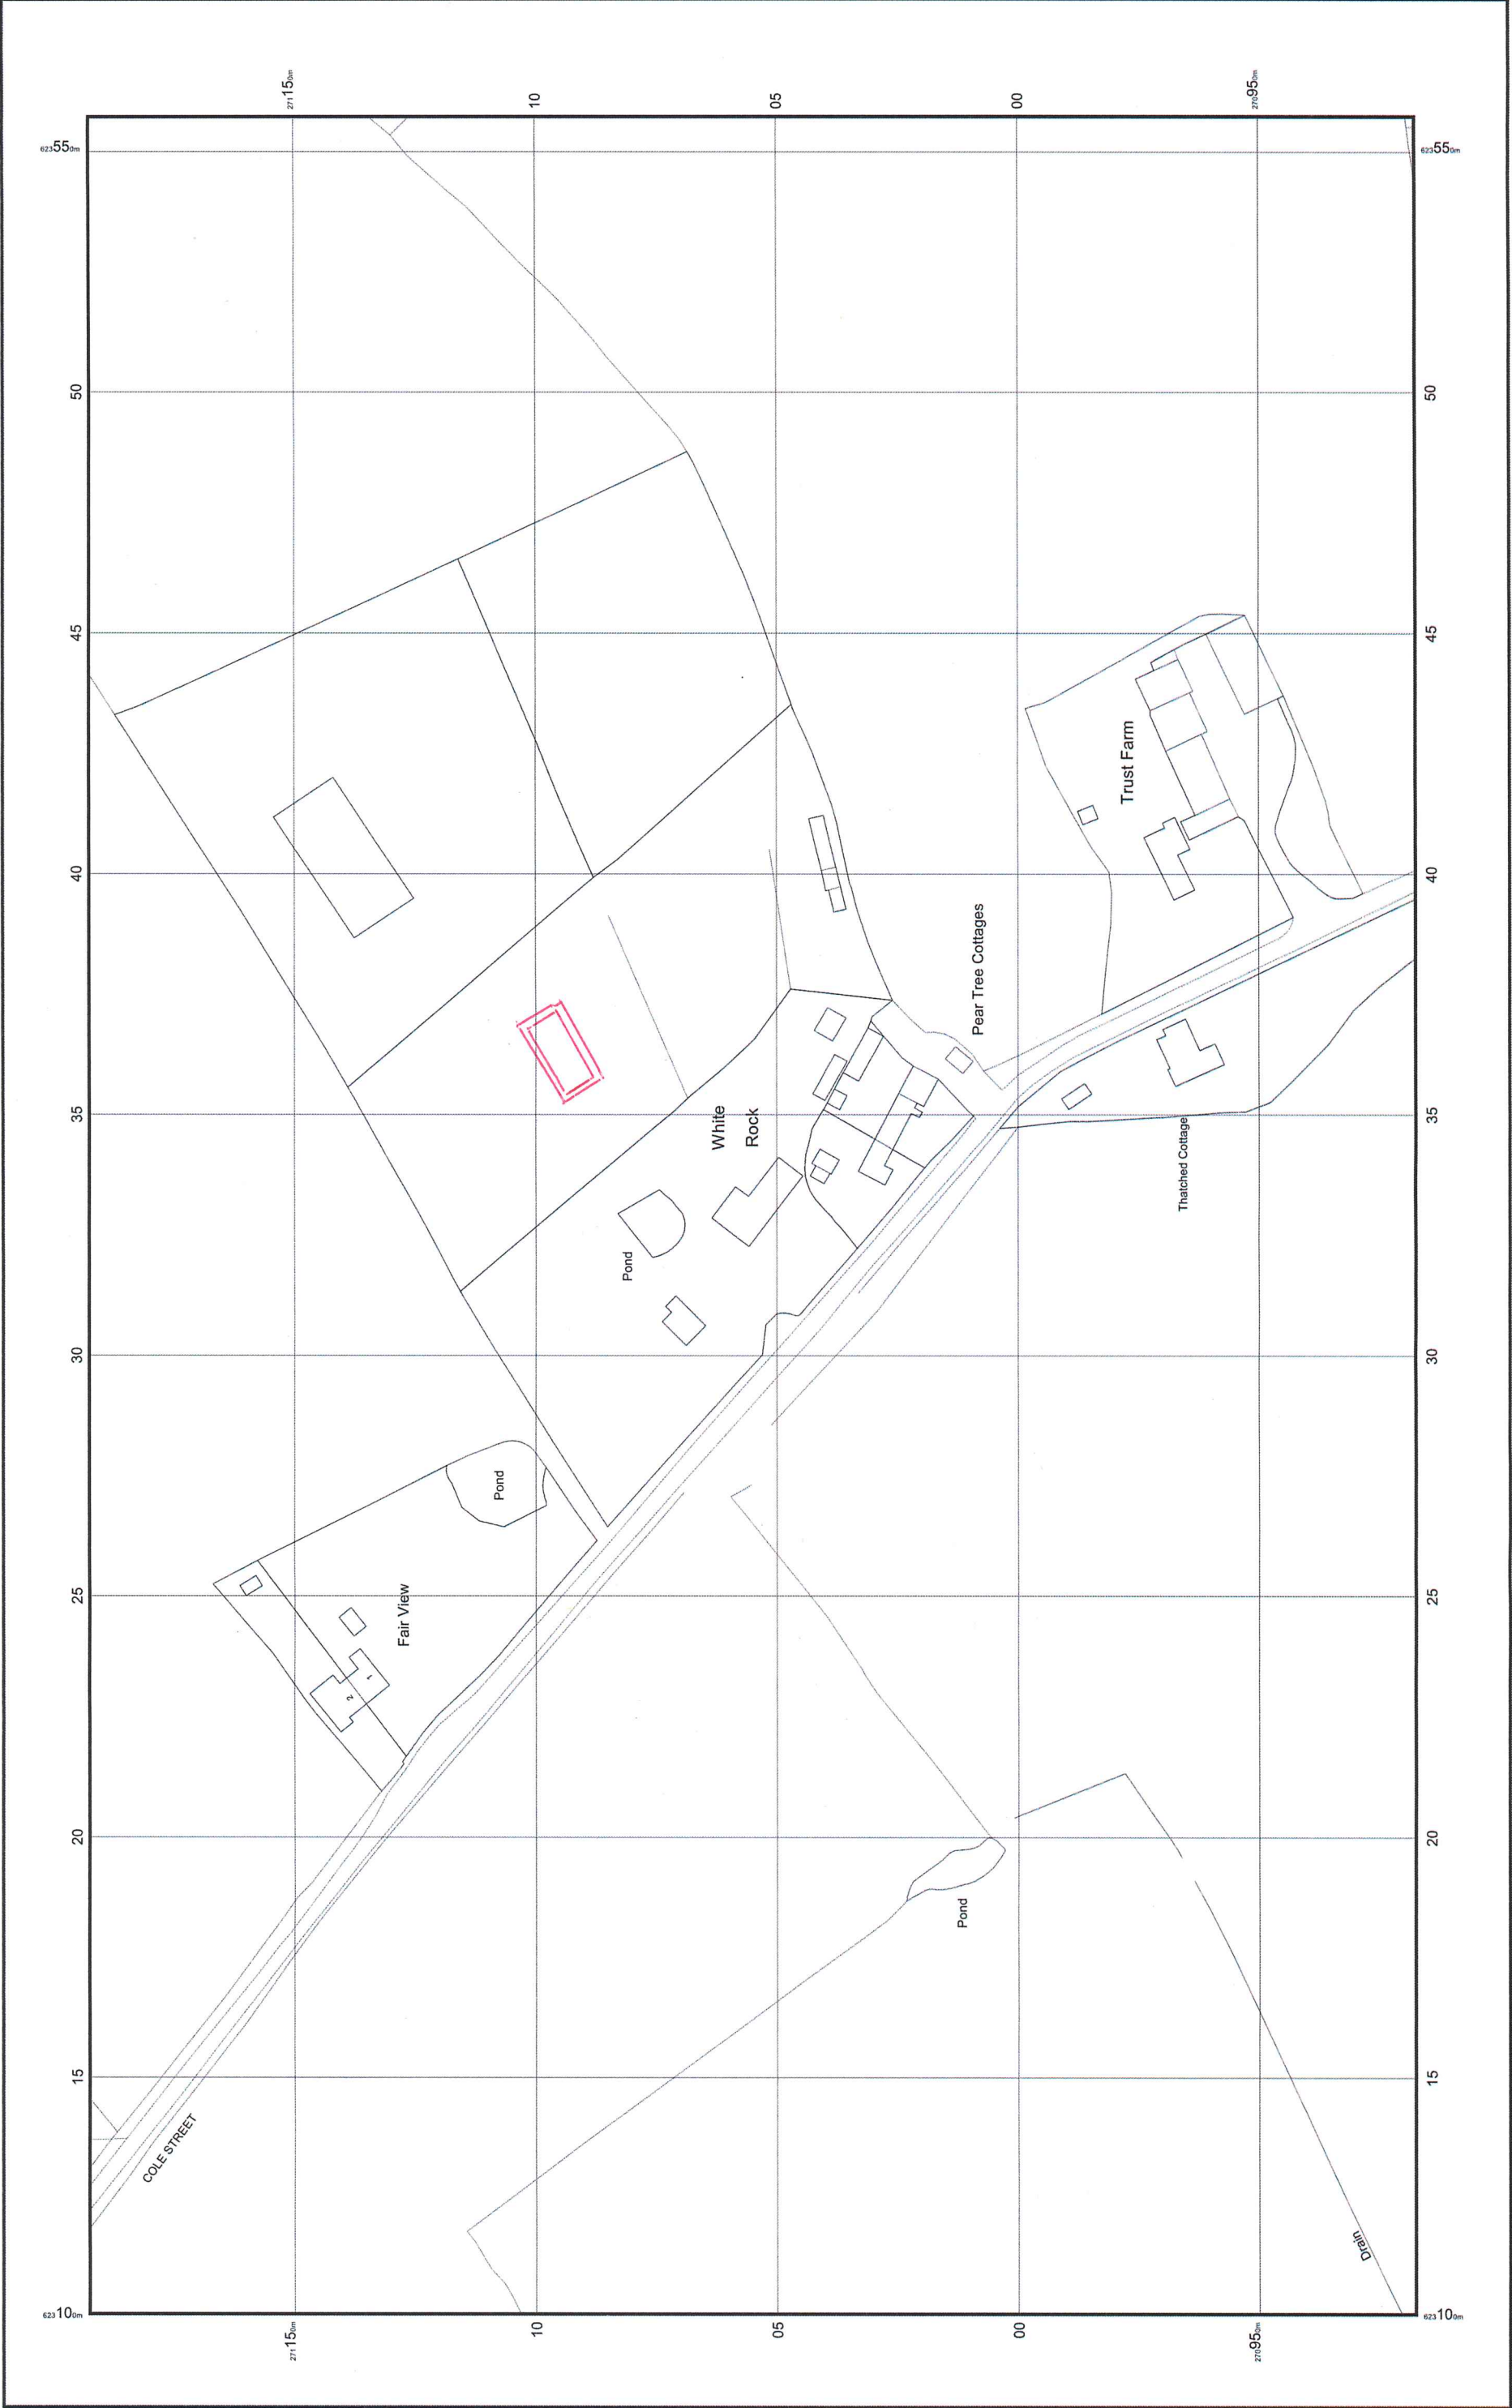 271150m
10
05
00
270950m
623550m
623550m
50
50
45
45
Trust Farm
40
40
Pear Tree Cottages
35
35
White
Rock
Thatched Cottage
Pond
30
30
Pond
25
25
Fair View
1
2
20
20
Pond
15
15
COLE STREET
Drain
623100m
623100m
271150m
10
05
00
270950m